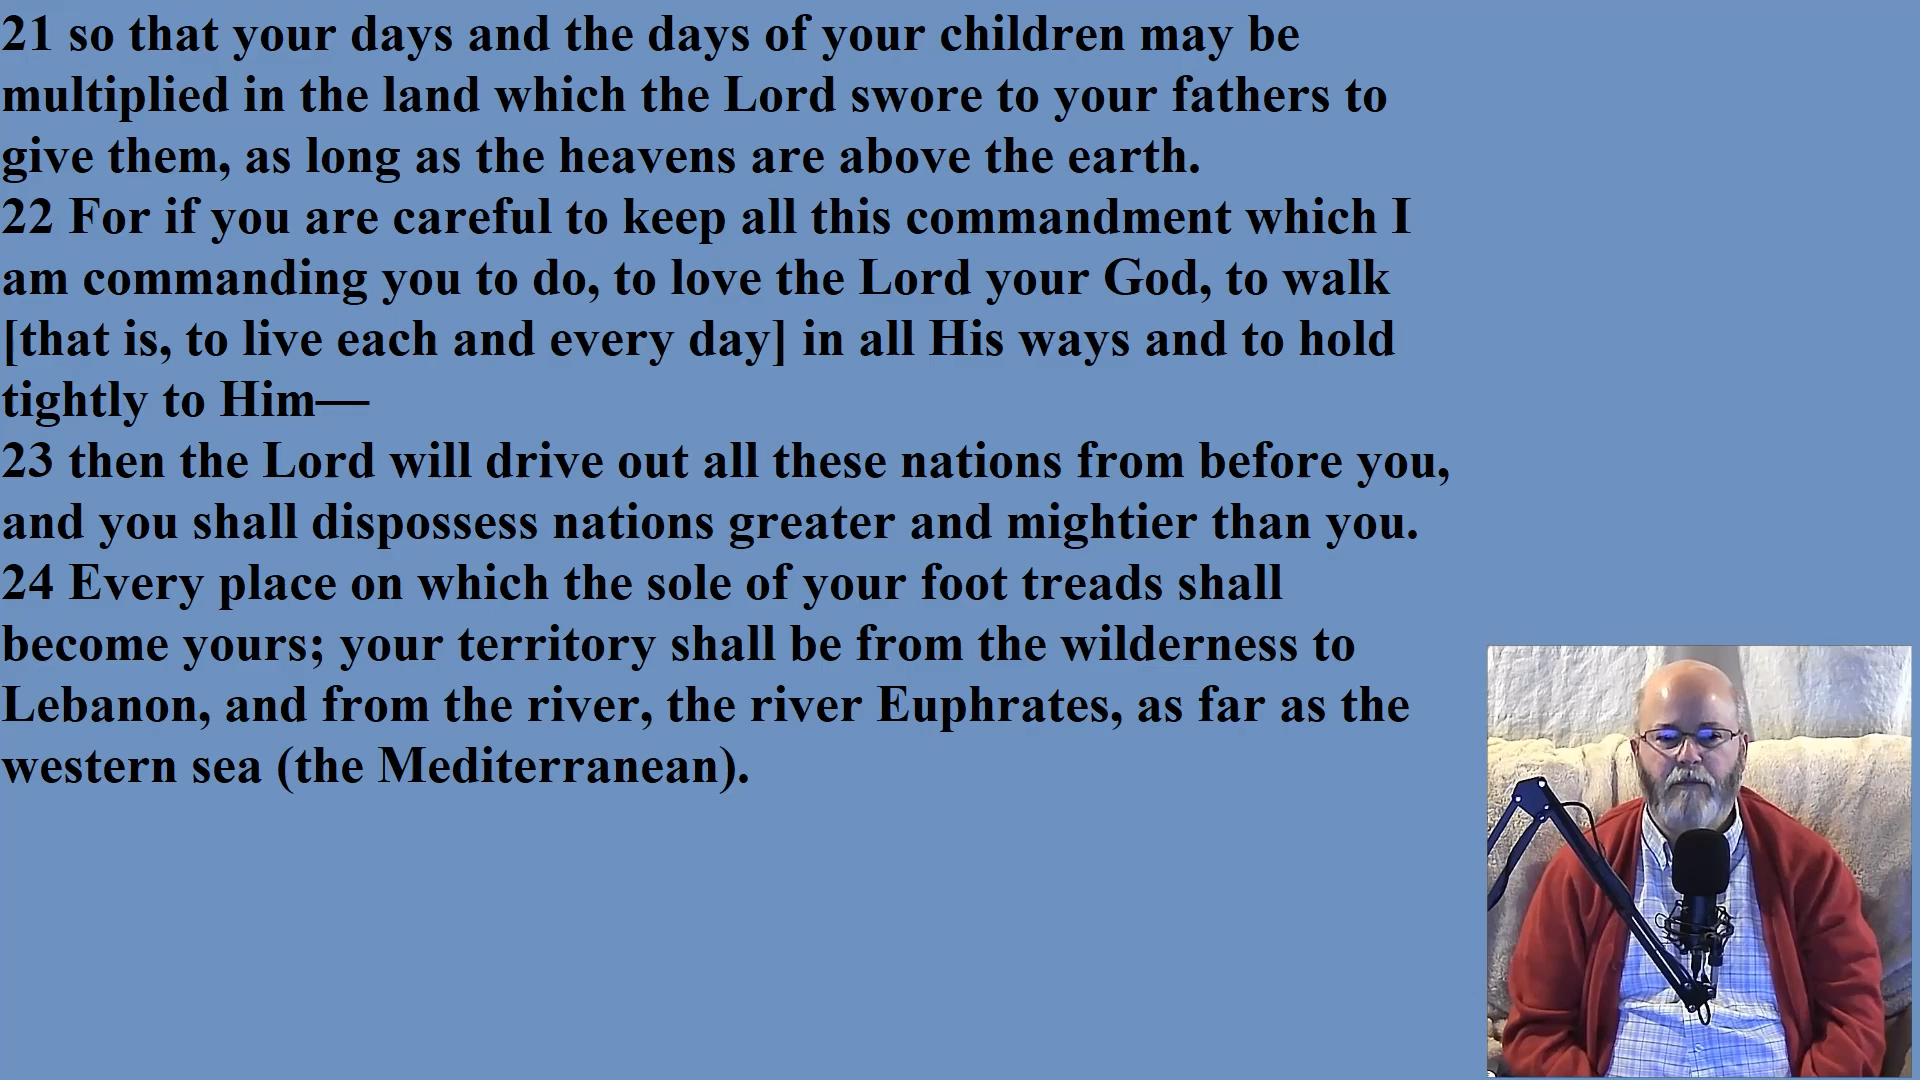 21 so that your days and the days of your children may be
multiplied in the land which the Lord swore to your fathers to
give them, as long as the heavens are above the earth.
22 For if you are careful to keep all this commandment which I
am commanding you to do, to love the Lord your God, to walk
[that is, to live each and every day] in all His ways and to hold
tightly to Him—
23 then the Lord will drive out all these nations from before you,
and you shall dispossess nations greater and mightier than you.
24 Every place on which the sole of your foot treads shall
become yours; your territory shall be from the wilderness to
Lebanon, and from the river, the river Euphrates, as far as the
western sea (the Mediterranean).